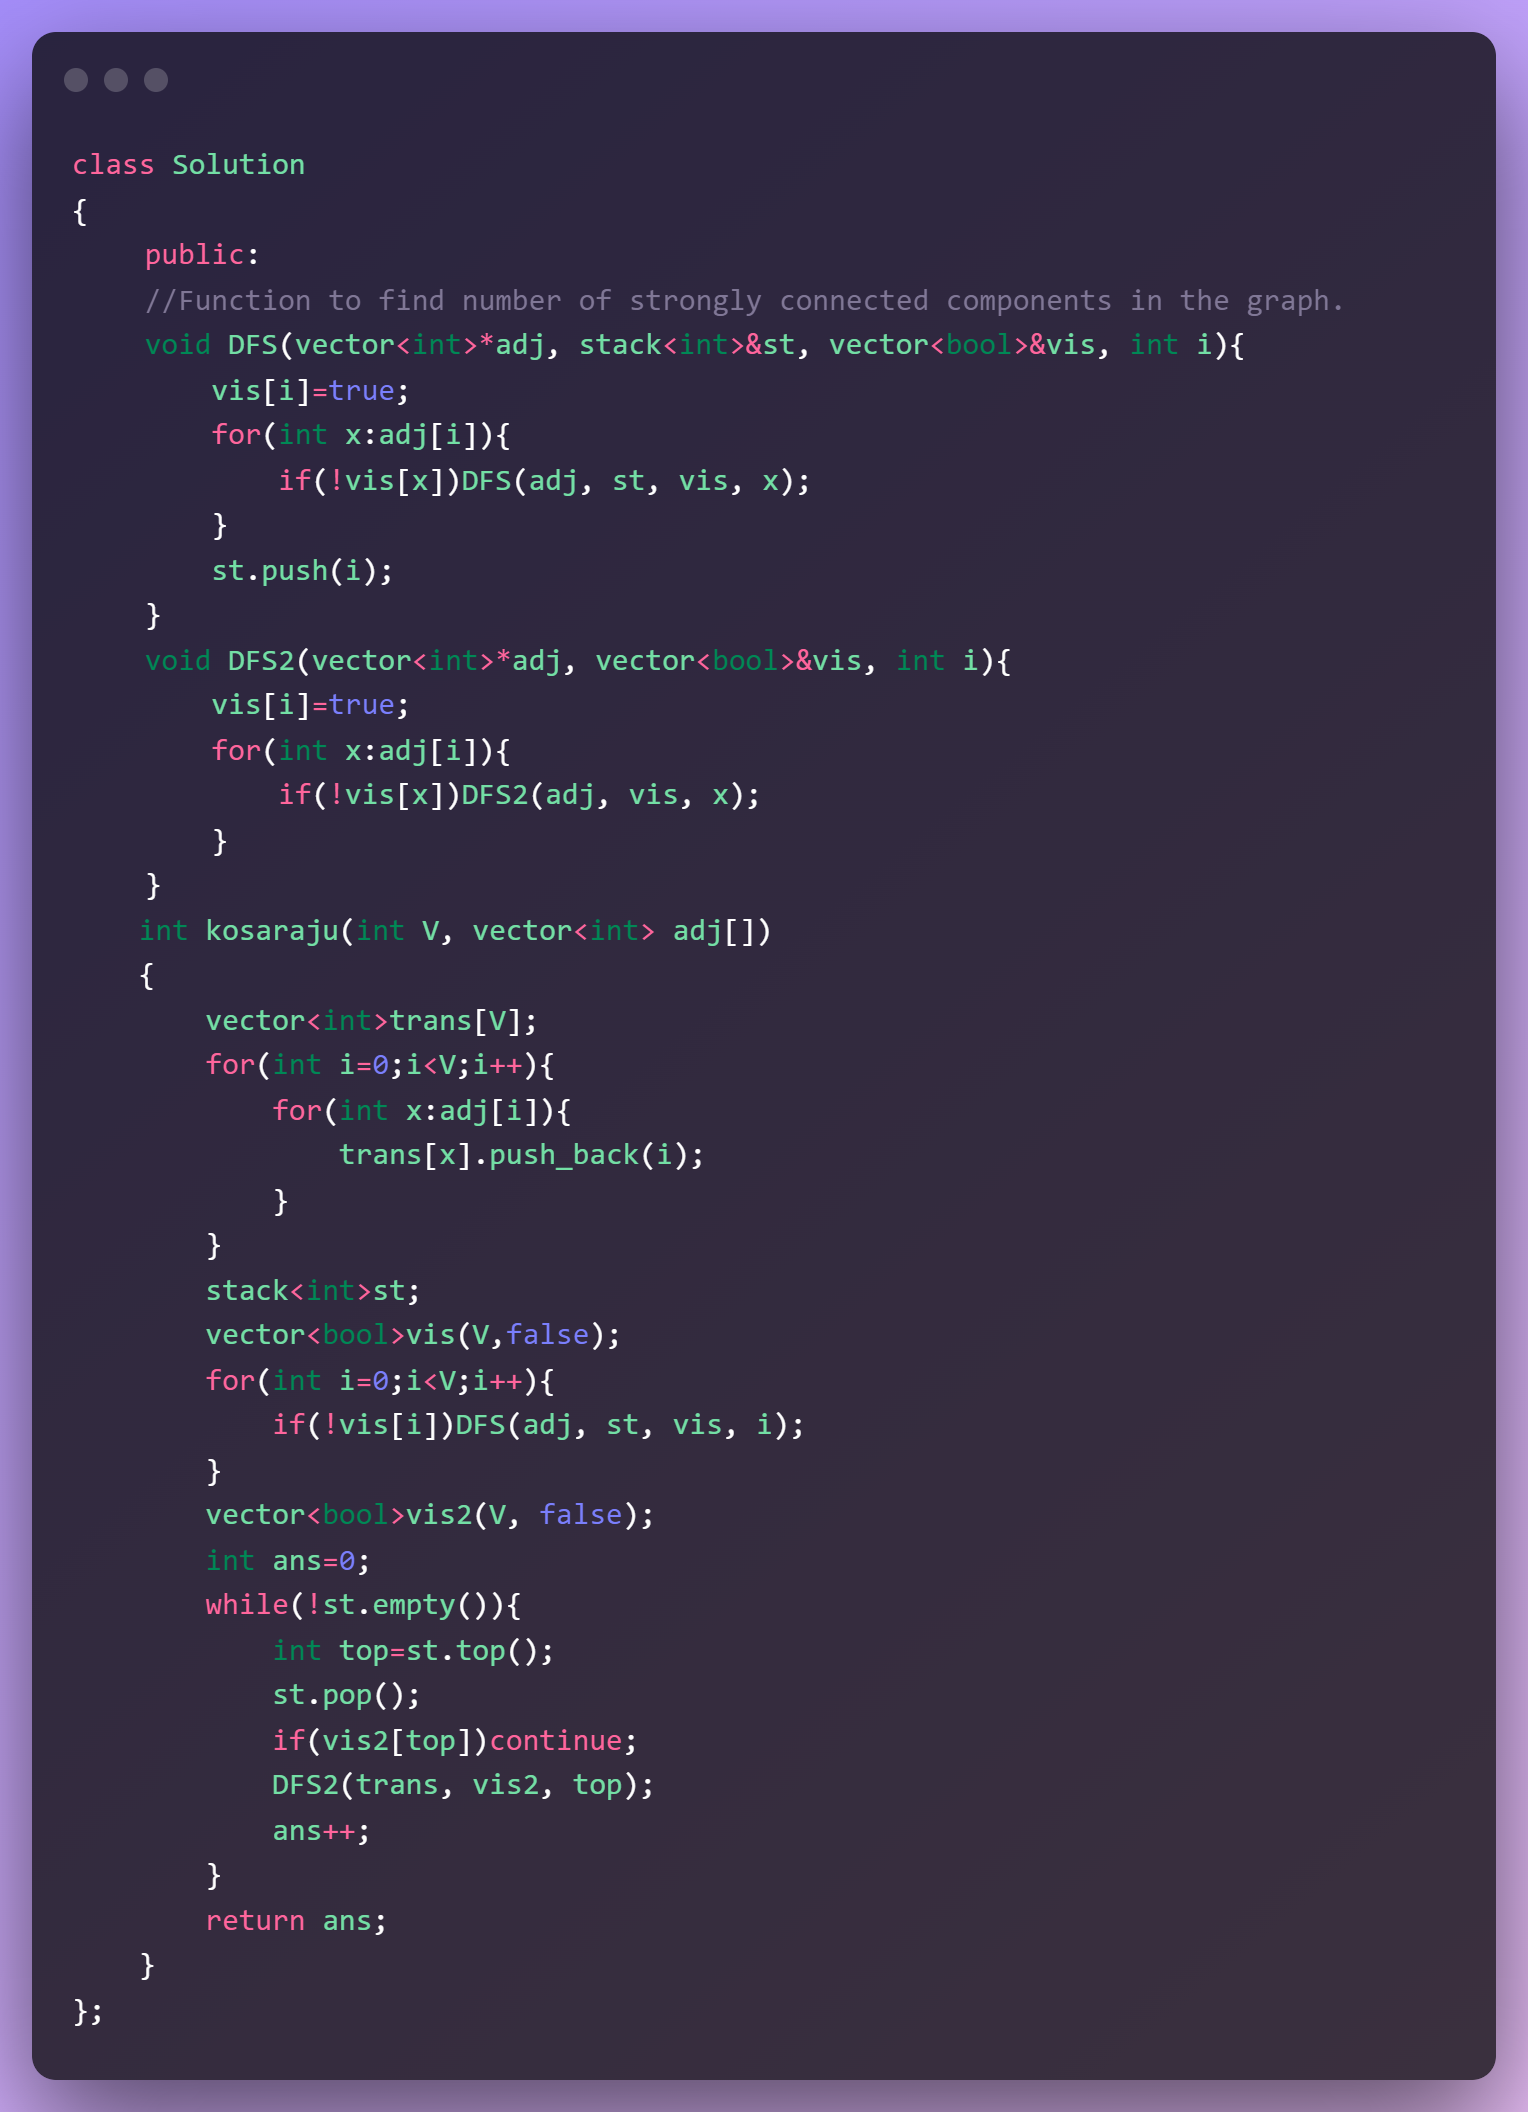 class Solution
{
    public:
    //Function to find number of strongly connected components in the graph.
    void DFS(vector<int>*adj, stack<int>&st, vector<bool>&vis, int i){
        vis[i]=true;
        for(int x:adj[i]){
            if(!vis[x])DFS(adj, st, vis, x);
        }
        st.push(i);
    }
    void DFS2(vector<int>*adj, vector<bool>&vis, int i){
        vis[i]=true;
        for(int x:adj[i]){
            if(!vis[x])DFS2(adj, vis, x);
        }
    }
    int kosaraju(int V, vector<int> adj[])
    {
        vector<int>trans[V];
        for(int i=0;i<V;i++){
            for(int x:adj[i]){
                trans[x].push_back(i);
            }
        }
        stack<int>st;
        vector<bool>vis(V,false);
        for(int i=0;i<V;i++){
            if(!vis[i])DFS(adj, st, vis, i);
        }
        vector<bool>vis2(V, false);
        int ans=0;
        while(!st.empty()){
            int top=st.top();
            st.pop();
            if(vis2[top])continue;
            DFS2(trans, vis2, top);
            ans++;
        }
        return ans;
    }
};